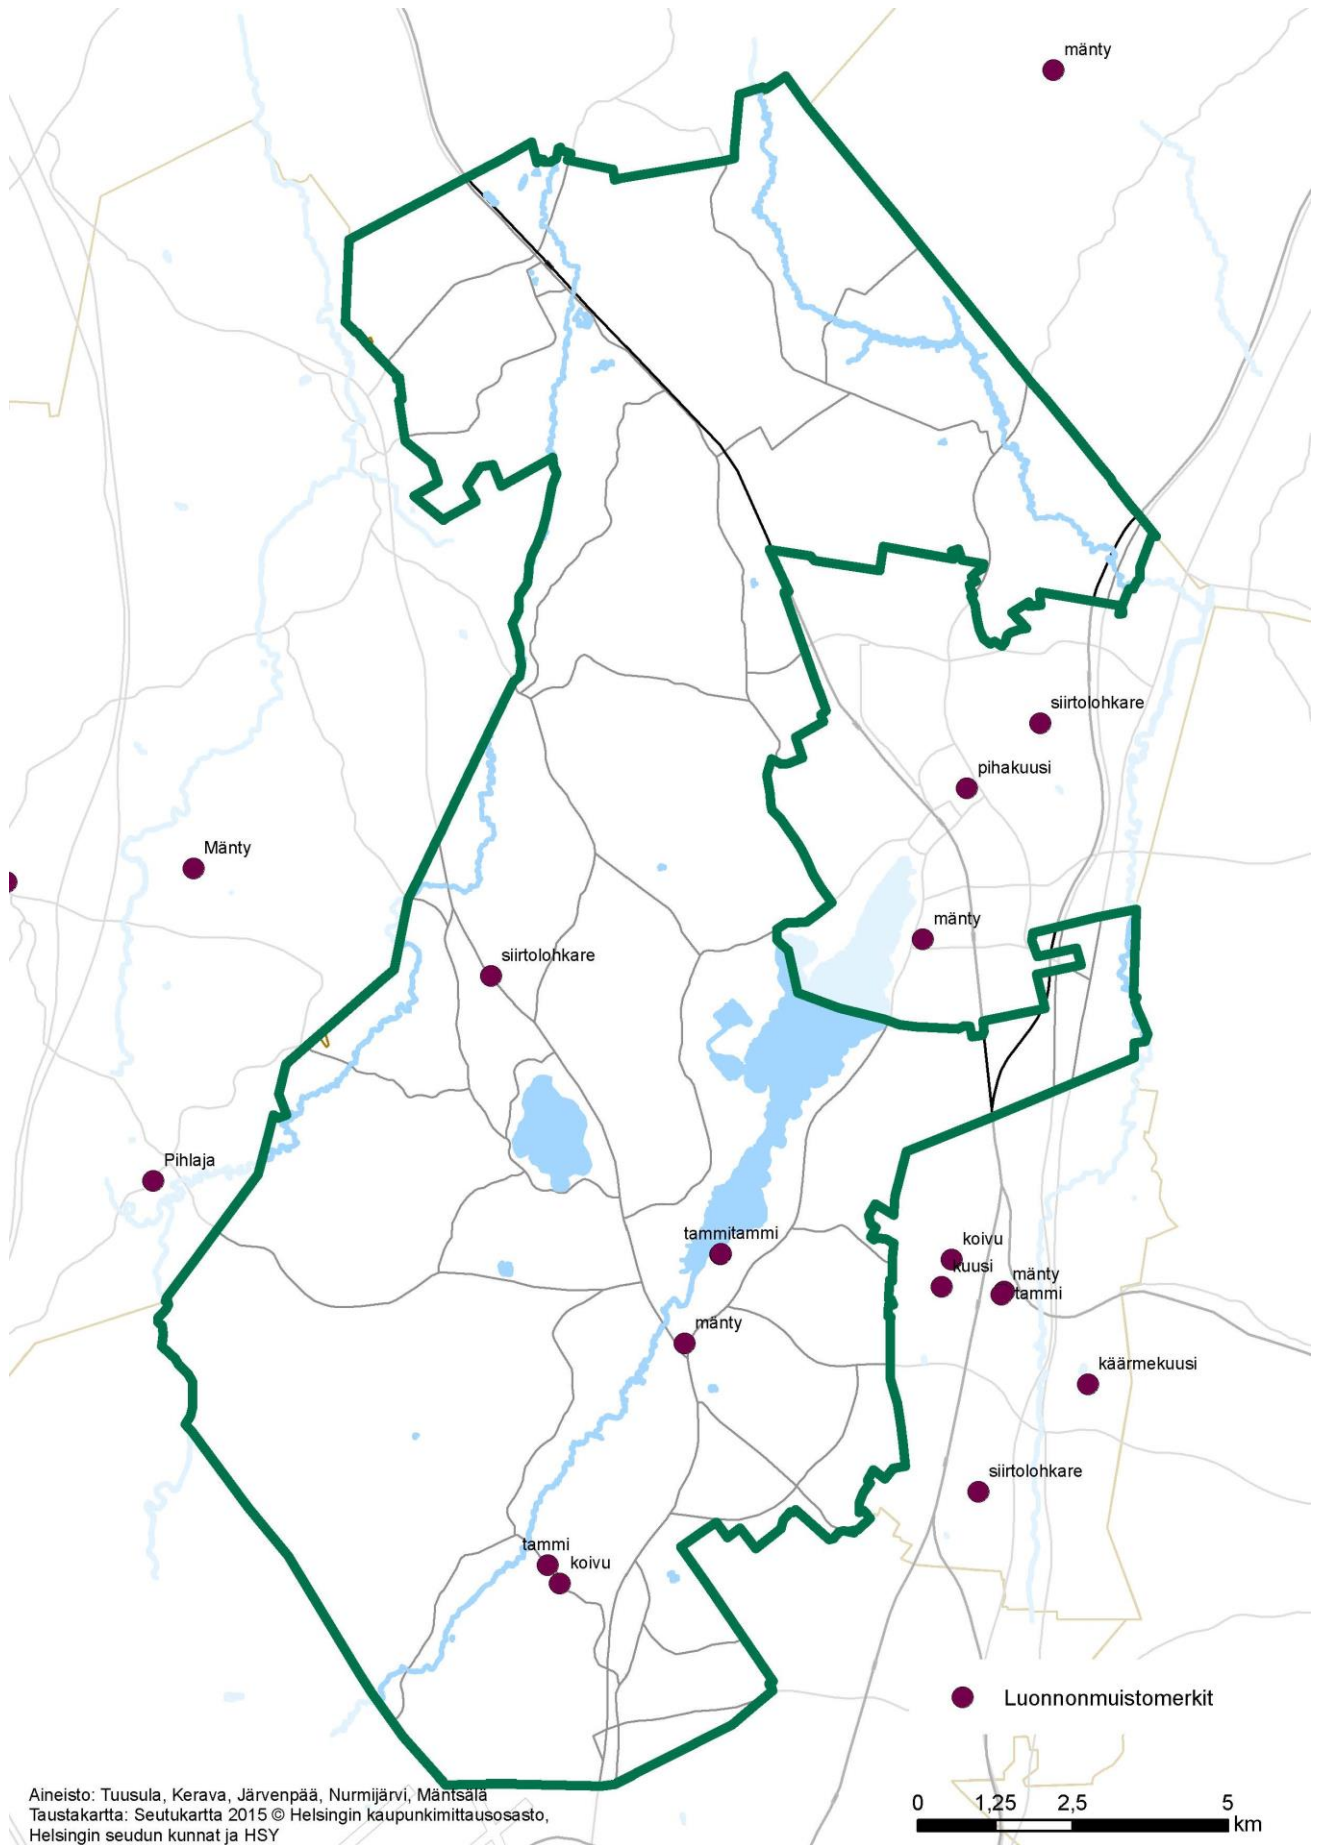 mänty
siirtolohkare
pihakuusi
Mänty
mänty
siirtolohkare
Pihlaja
tammitammi
koivu
kuusi
mänty
tammi
mänty
käärmekuusi
siirtolohkare
tammi
koivu
Luonnonmuistomerkit
Aineisto: Tuusula, Kerava, Järvenpää, Nurmijärvi, Mäntsälä
Taustakartta: Seutukartta 2015 © Helsingin kaupunkimittausosasto,
Helsingin seudun kunnat ja HSY
0 1,25 2,5 5
km